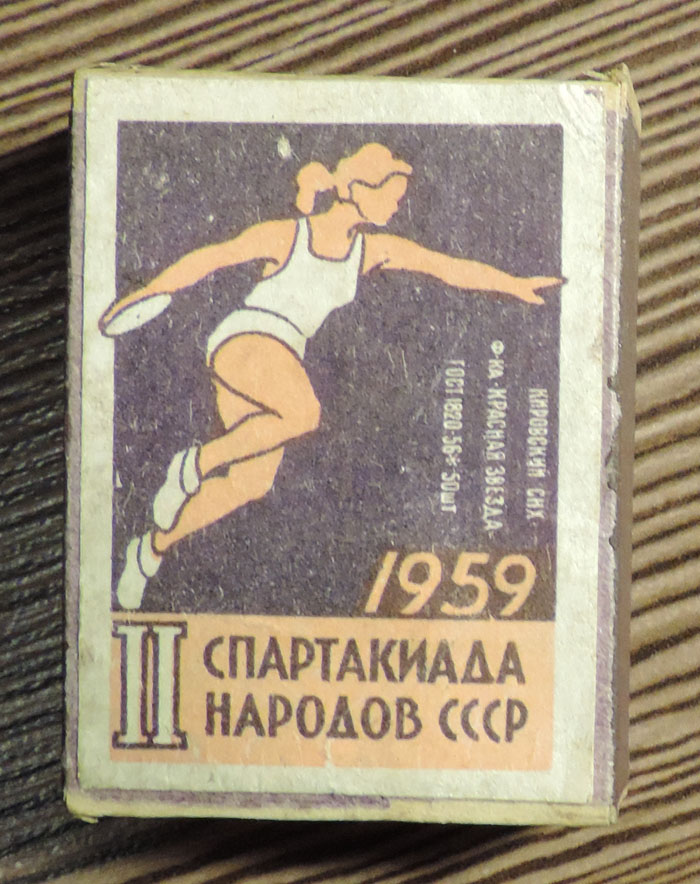 КИРОВСКИЙ СНХ
Ф-КА "КРАСНАЯ ЗВЕЗДА"
ГОСТ 1820-56* 50 ШТ
1959
II СПАРТАКИАДА
НАРОДОВ СССР